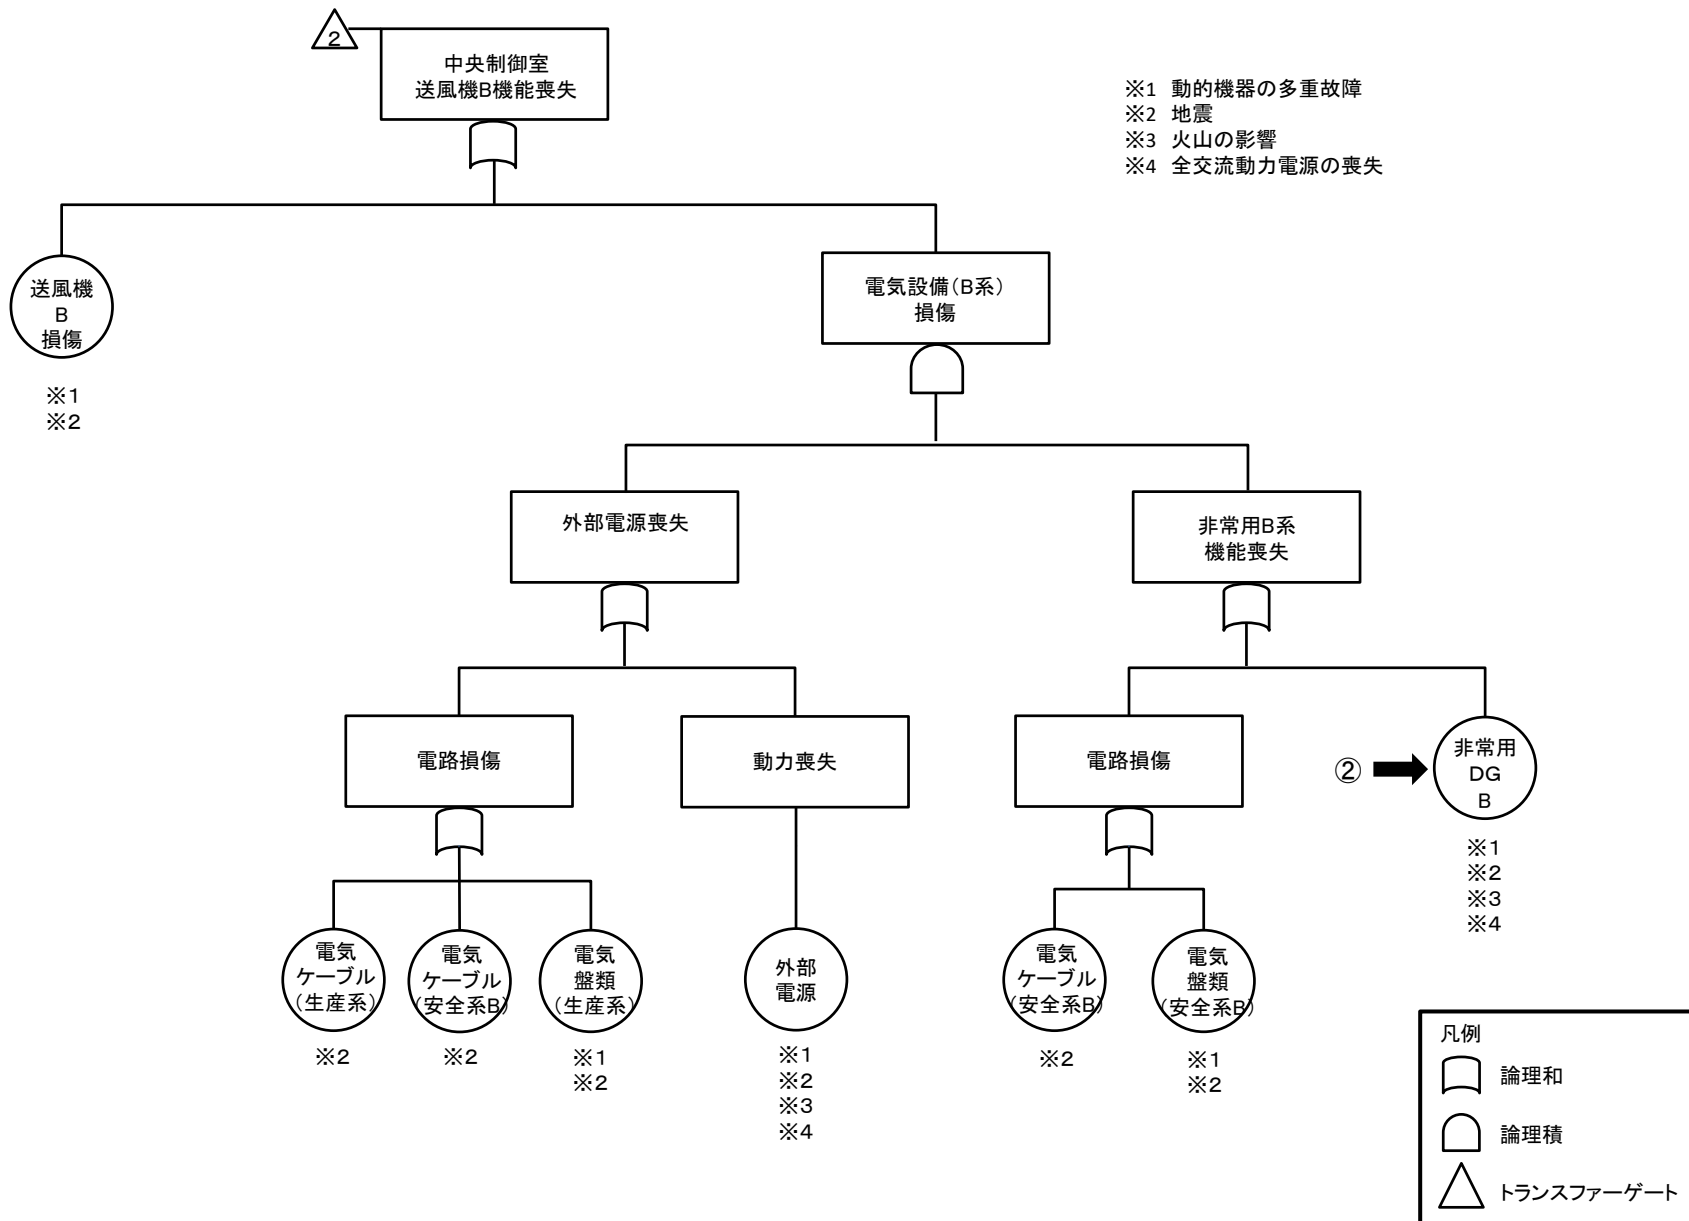 2
中央制御室
送風機B機能喪失
※1 動的機器の多重故障
※2 地震
※3 火山の影響
※4 全交流動力電源の喪失
送風機
B
損傷
※1
※2
電気設備(B系)
損傷
外部電源喪失
非常用B系
機能喪失
電路損傷
動力喪失
電路損傷
②
非常用
DG
B
※1
※2
※3
※4
電気
ケーブル
(生産系)
※2
電気
ケーブル
(安全系B)
※2
電気
盤類
(生産系)
※1
※2
外部
電源
※1
※2
※3
※4
電気
ケーブル
(安全系B)
※2
電気
盤類
(安全系B)
※1
※2
凡例
論理和
論理積
トランスファーゲート